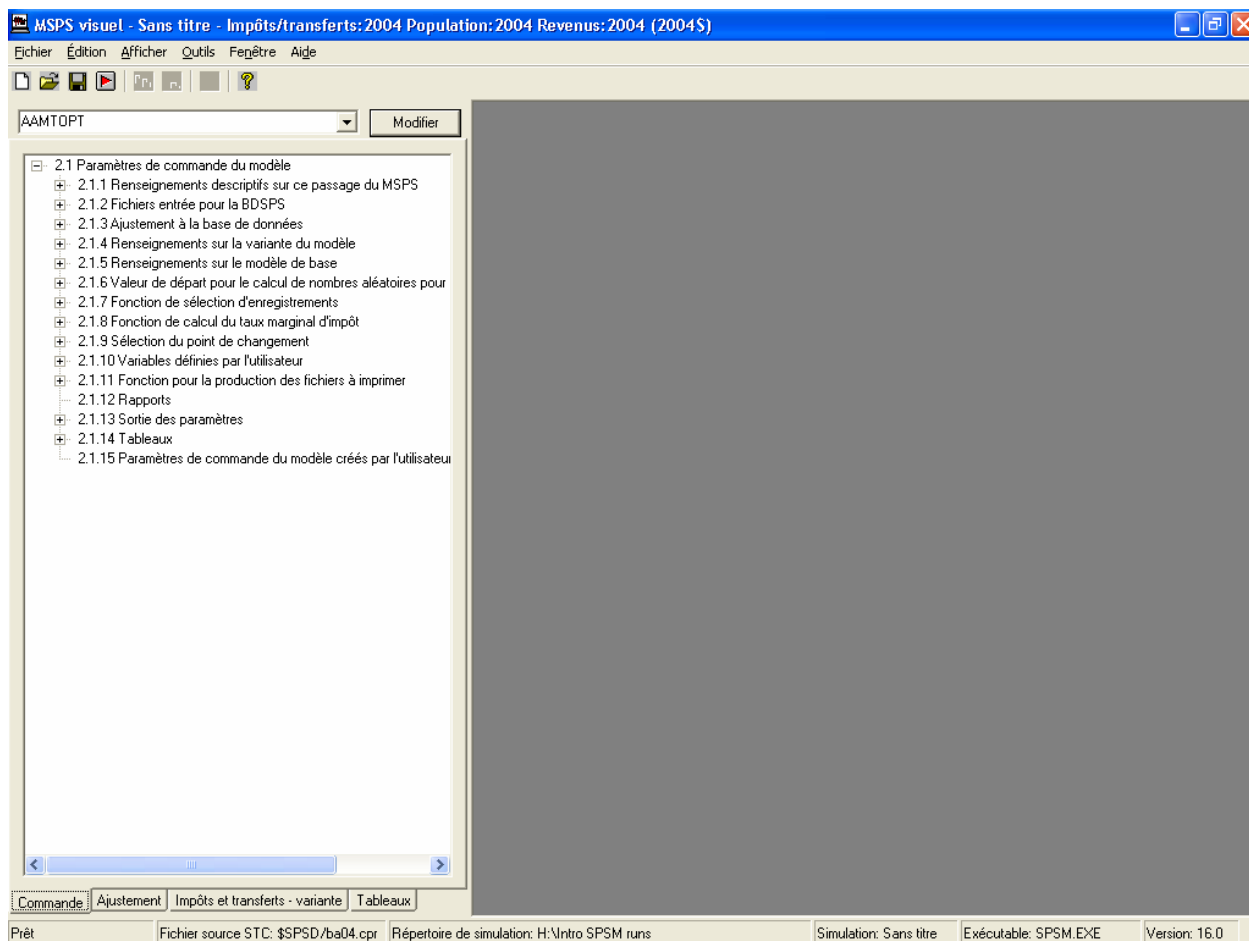 MSPS visuel - Sans titre - Impôts/transferts:2004 Population:2004 Revenus:2004 (2004$)
Fichier Édition Afficher Outils Fenêtre Aide
AAMTOPT Modifier
2.1 Paramètres de commande du modèle
2.1.1 Renseignements descriptifs sur ce passage du MSPS
2.1.2 Fichiers entrée pour la BDSPS
2.1.3 Ajustement à la base de données
2.1.4 Renseignements sur la variante du modèle
2.1.5 Renseignements sur le modèle de base
2.1.6 Valeur de départ pour le calcul de nombres aléatoires pour
2.1.7 Fonction de sélection d'enregistrements
2.1.8 Fonction de calcul du taux marginal d'impôt
2.1.9 Sélection du point de changement
2.1.10 Variables définies par l'utilisateur
2.1.11 Fonction pour la production des fichiers à imprimer
2.1.12 Rapports
2.1.13 Sortie des paramètres
2.1.14 Tableaux
2.1.15 Paramètres de commande du modèle créés par l'utilisateur
Commande Ajustement Impôts et transferts - variante Tableaux
Prêt Fichier source STC: $SPSD/ba04.cpr Répertoire de simulation: H:\Intro SPSM runs Simulation: Sans titre Exécutable: SPSM.EXE Version: 16.0